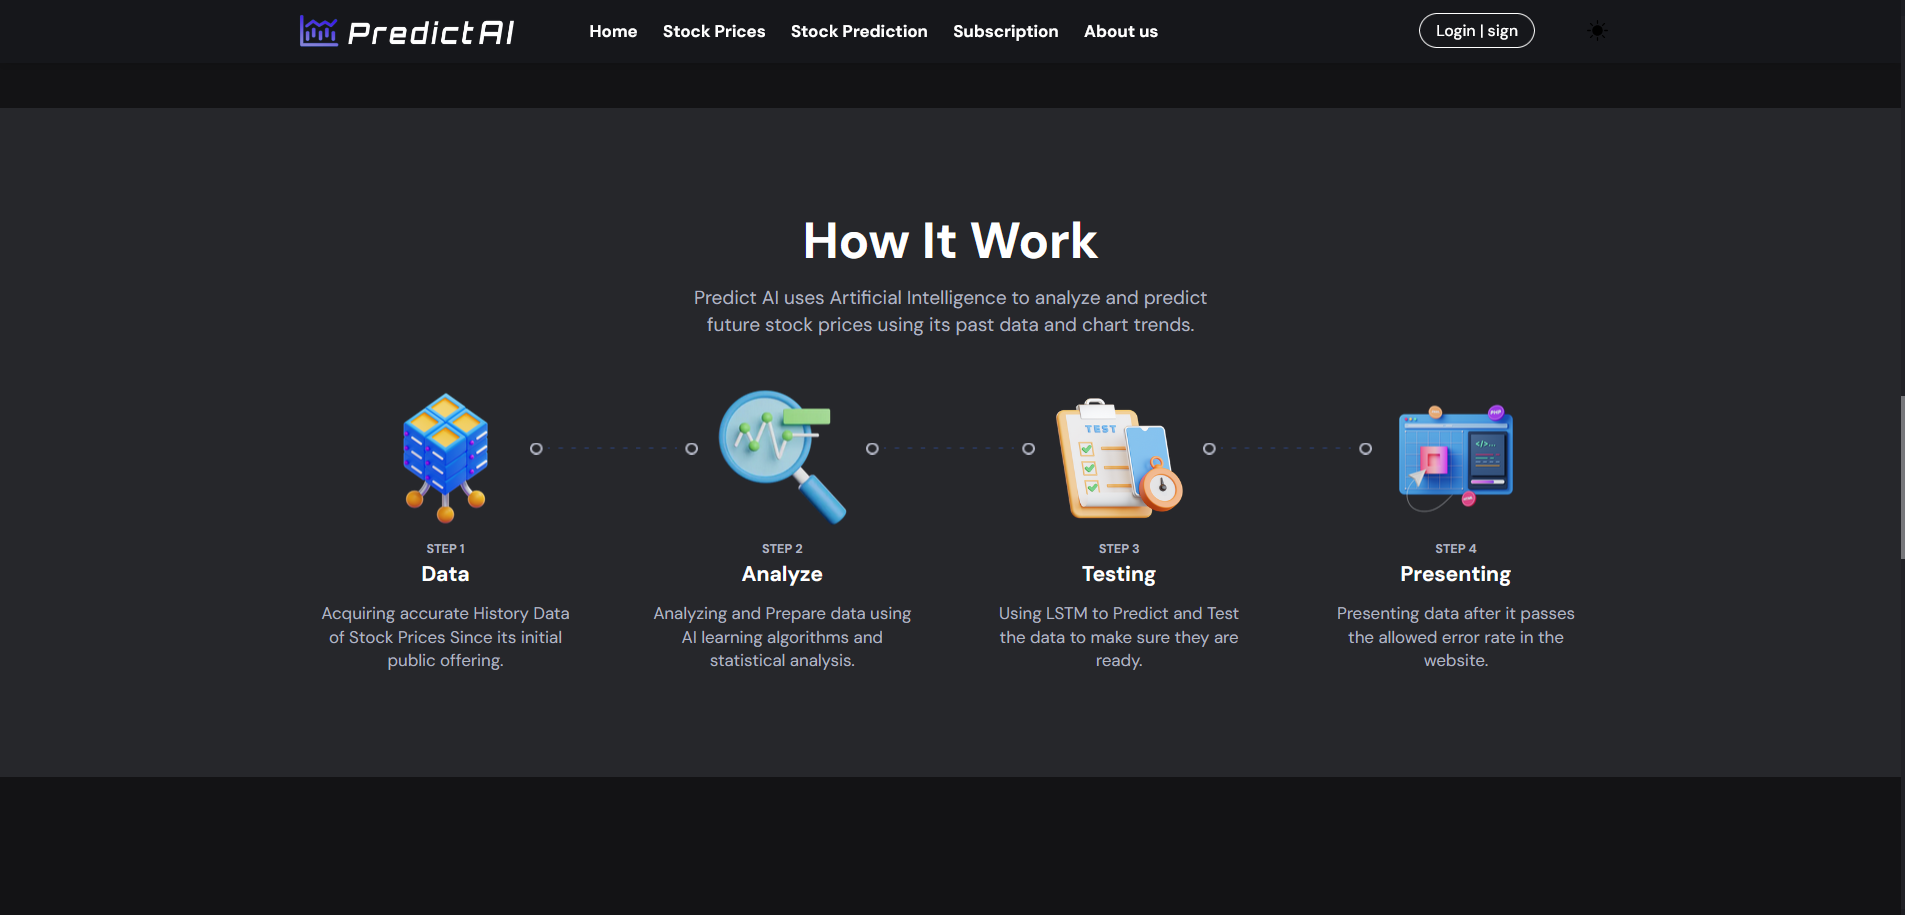 PredictAI
Home
Stock Prices
Stock Prediction
Subscription
About us
Login | sign
How It Work
Predict AI uses Artificial Intelligence to analyze and predict
future stock prices using its past data and chart trends.
TEST
PHP
</>...
STEP 1
Data
Acquiring accurate History Data
of Stock Prices Since its initial
public offering.
STEP 2
Analyze
Analyzing and Prepare data using
AI learning algorithms and
statistical analysis.
STEP 3
Testing
Using LSTM to Predict and Test
the data to make sure they are
ready.
STEP 4
Presenting
Presenting data after it passes
the allowed error rate in the
website.